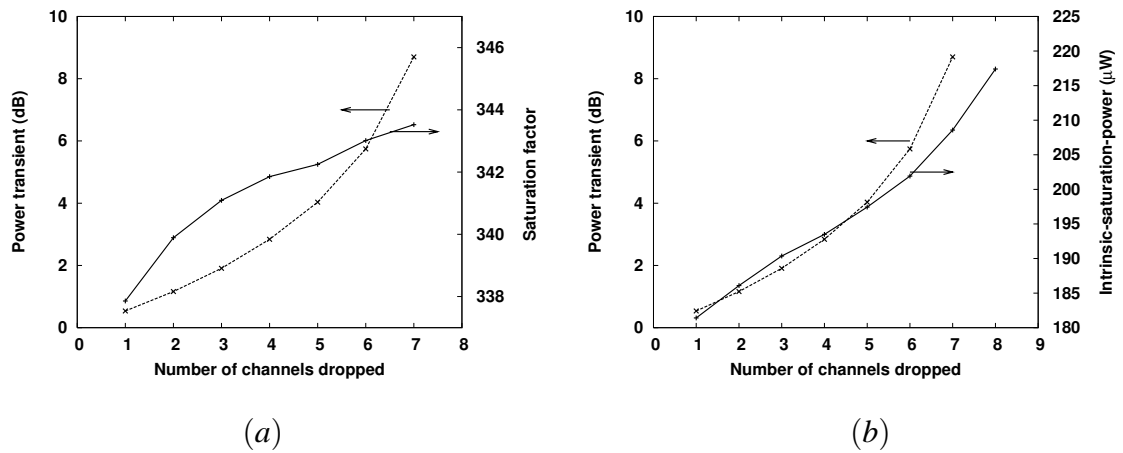 10
8
6
4
2
0
Power transient (dB)
346
344
342
340
338
Saturation factor
0 1 2 3 4 5 6 7 8
Number of channels dropped
(a)
10
8
6
4
2
0
Power transient (dB)
225
220
215
210
205
200
195
190
185
180
Intrinsic-saturation-power (μW)
0 1 2 3 4 5 6 7 8 9
Number of channels dropped
(b)